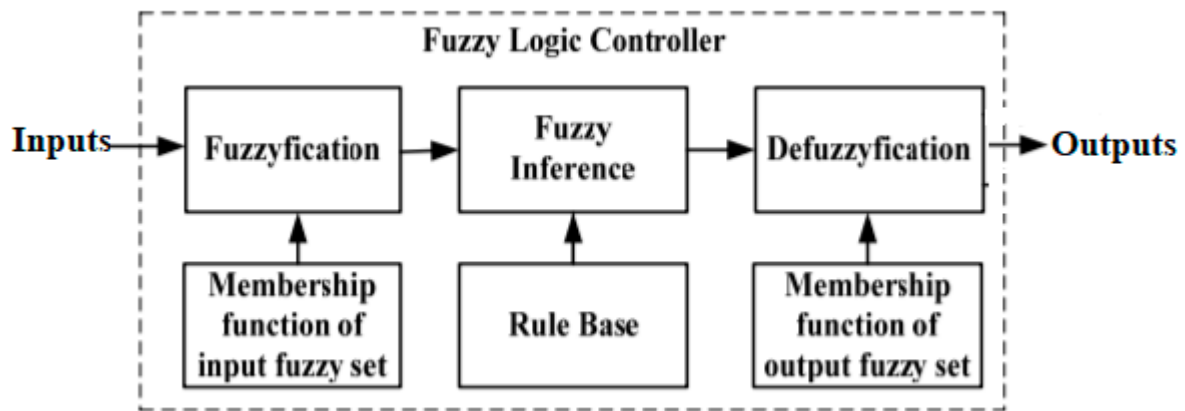 Fuzzy Logic Controller
Inputs
Fuzzyfication
Fuzzy
Inference
Defuzzyfication
Outputs
Membership
function of
input fuzzy set
Rule Base
Membership
function of
output fuzzy set